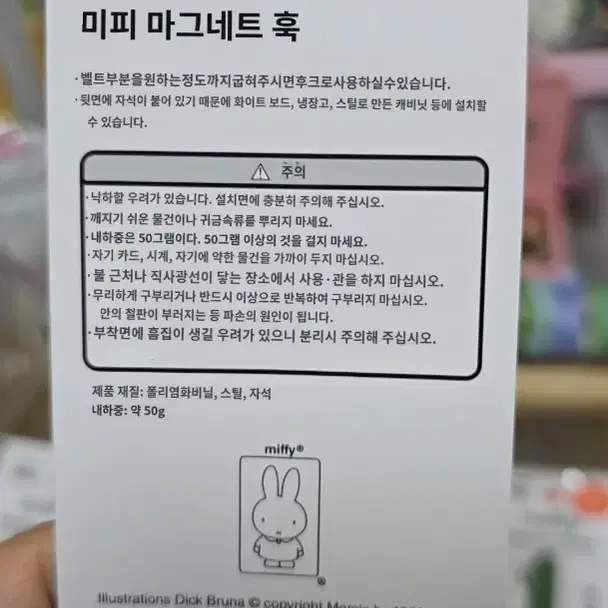 미피 마그네트 훅
·벨트부분을원하는정도까지굽혀주시면후크로사용하실수있습니다.
·뒷면에 자석이 붙어 있기 때문에 화이트 보드, 냉장고, 스틸로 만든 캐비닛 등에 설치할
수 있습니다.
주의
·낙하할 우려가 있습니다. 설치면에 충분히 주의해 주십시오.
·깨지기 쉬운 물건이나 귀금속류를 뿌리지 마세요.
·내하중은 50그램이다. 50그램 이상의 것을 걸지 마세요.
·자기 카드, 시계, 자기에 약한 물건을 가까이 두지 마십시오.
·불 근처나 직사광선이 닿는 장소에서 사용·관을 하지 마십시오.
·무리하게 구부리거나 반드시 이상으로 반복하여 구부리지 마십시오.
안의 철판이 부러지는 등 파손의 원인이 됩니다.
·부착면에 흠집이 생길 우려가 있으니 분리시 주의해 주십시오.
제품 재질: 폴리염화비닐, 스틸, 자석
내하중: 약 50g
miffy®
®
Illustrations Dick Bruna © copyright Mercis bv